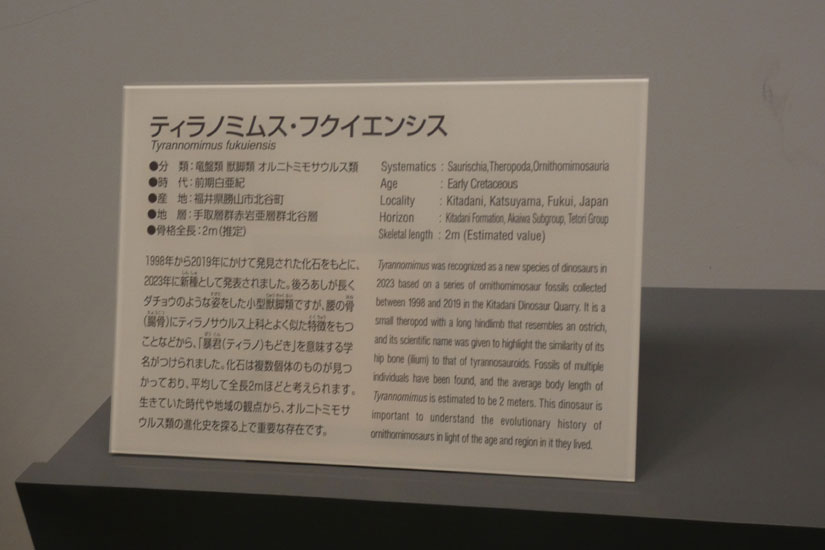 ティラノミムス・フクイエンシス
Tyrannomimus fukuiensis
●分　類：竜盤類 獣脚類 オルニトミモサウルス類
●時　代：前期白亜紀
●産　地：福井県勝山市北谷町
●地　層：手取層群赤岩亜層群北谷層
●骨格全長：2m（推定）
1998年から2019年にかけて発見された化石をもとに、
2023年に新種として発表されました。後ろあしが長く
ダチョウのような姿をした小型獣脚類ですが、腰の骨
（腸骨）にティラノサウルス上科とよく似た特徴をもつ
ことなどから、「暴君（ティラノ）もどき」を意味する学
名がつけられました。化石は複数個体のものが見つ
かっており、平均して全長2mほどと考えられます。
生きていた時代や地域の観点から、オルニトミモサ
ウルス類の進化史を探る上で重要な存在です。
Systematics : Saurischia,Theropoda,Ornithomimosauria
Age : Early Cretaceous
Locality : Kitadani, Katsuyama, Fukui, Japan
Horizon : Kitadani Formation, Akaiwa Subgroup, Tetori Group
Skeletal length : 2m (Estimated value)
Tyrannomimus was recognized as a new species of dinosaurs in
2023 based on a series of ornithomimosaur fossils collected
between 1998 and 2019 in the Kitadani Dinosaur Quarry. It is a
small theropod with a long hindlimb that resembles an ostrich,
and its scientific name was given to highlight the similarity of its
hip bone (ilium) to that of tyrannosauroids. Fossils of multiple
individuals have been found, and the average body length of
Tyrannomimus is estimated to be 2 meters. This dinosaur is
important to understand the evolutionary history of
ornithomimosaurs in light of the age and region in it they lived.